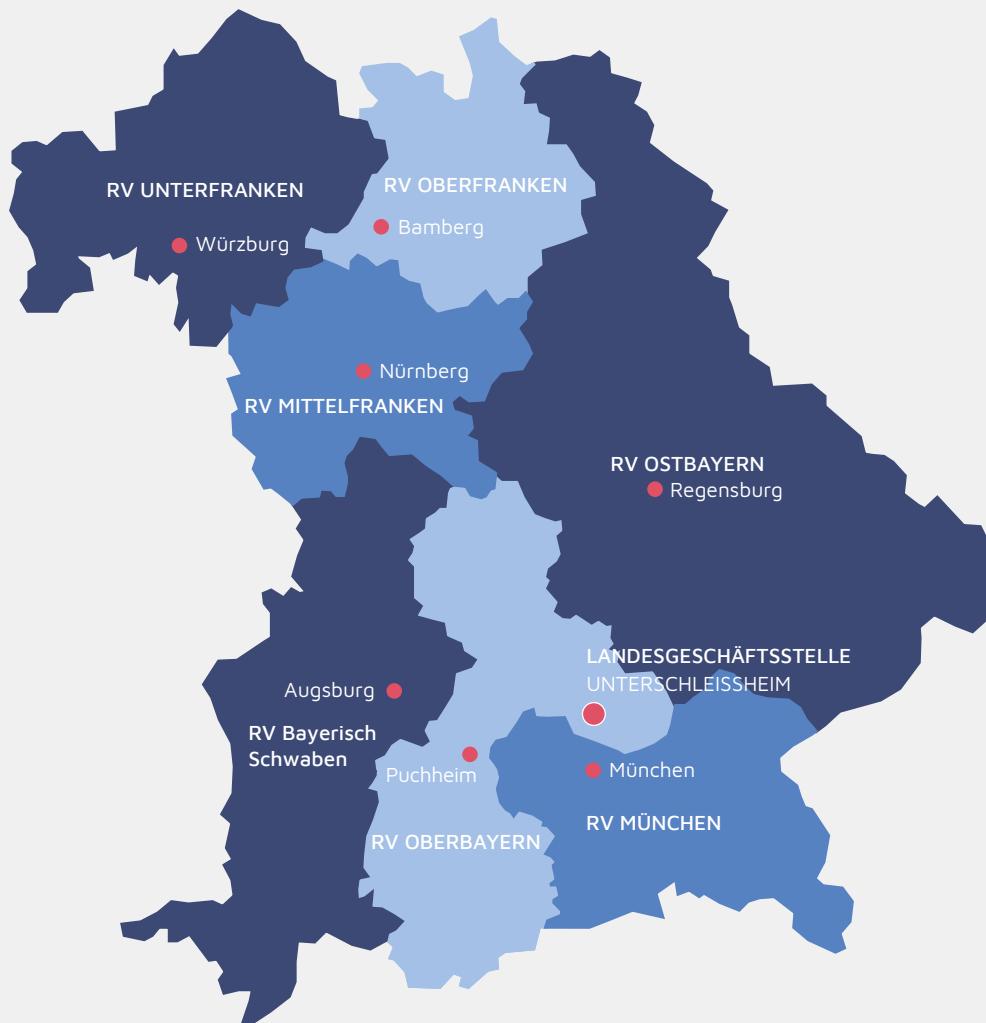 RV UNTERFRANKEN
Würzburg
RV OBERFRANKEN
Bamberg
Nürnberg
RV MITTELFRANKEN
RV OSTBAYERN
Regensburg
LANDESGESCHÄFTSSTELLE
UNTERSCHLEISSHEIM
Augsburg
RV Bayerisch
Schwaben
Puchheim
München
RV MÜNCHEN
RV OBERBAYERN